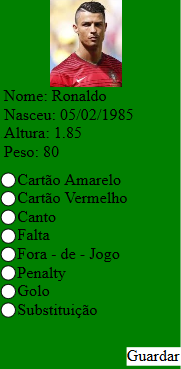 Nome: Ronaldo
Nasceu: 05/02/1985
Altura: 1.85
Peso: 80
Cartão Amarelo
Cartão Vermelho
Canto
Falta
Fora - de - Jogo
Penalty
Golo
Substituição
Guardar